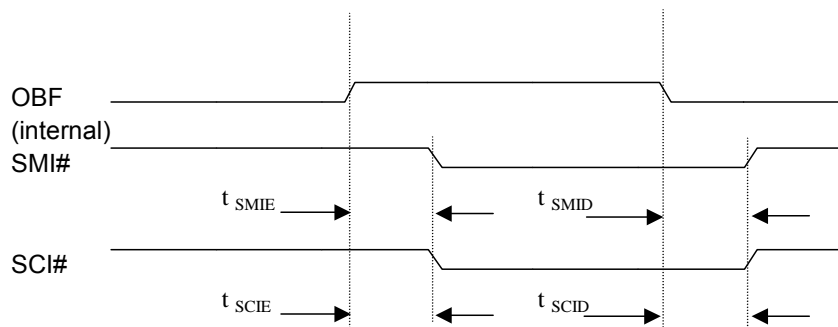 OBF
(internal)
SMI#
t SMIE
t SMID
SCI#
t SCIE
t SCID